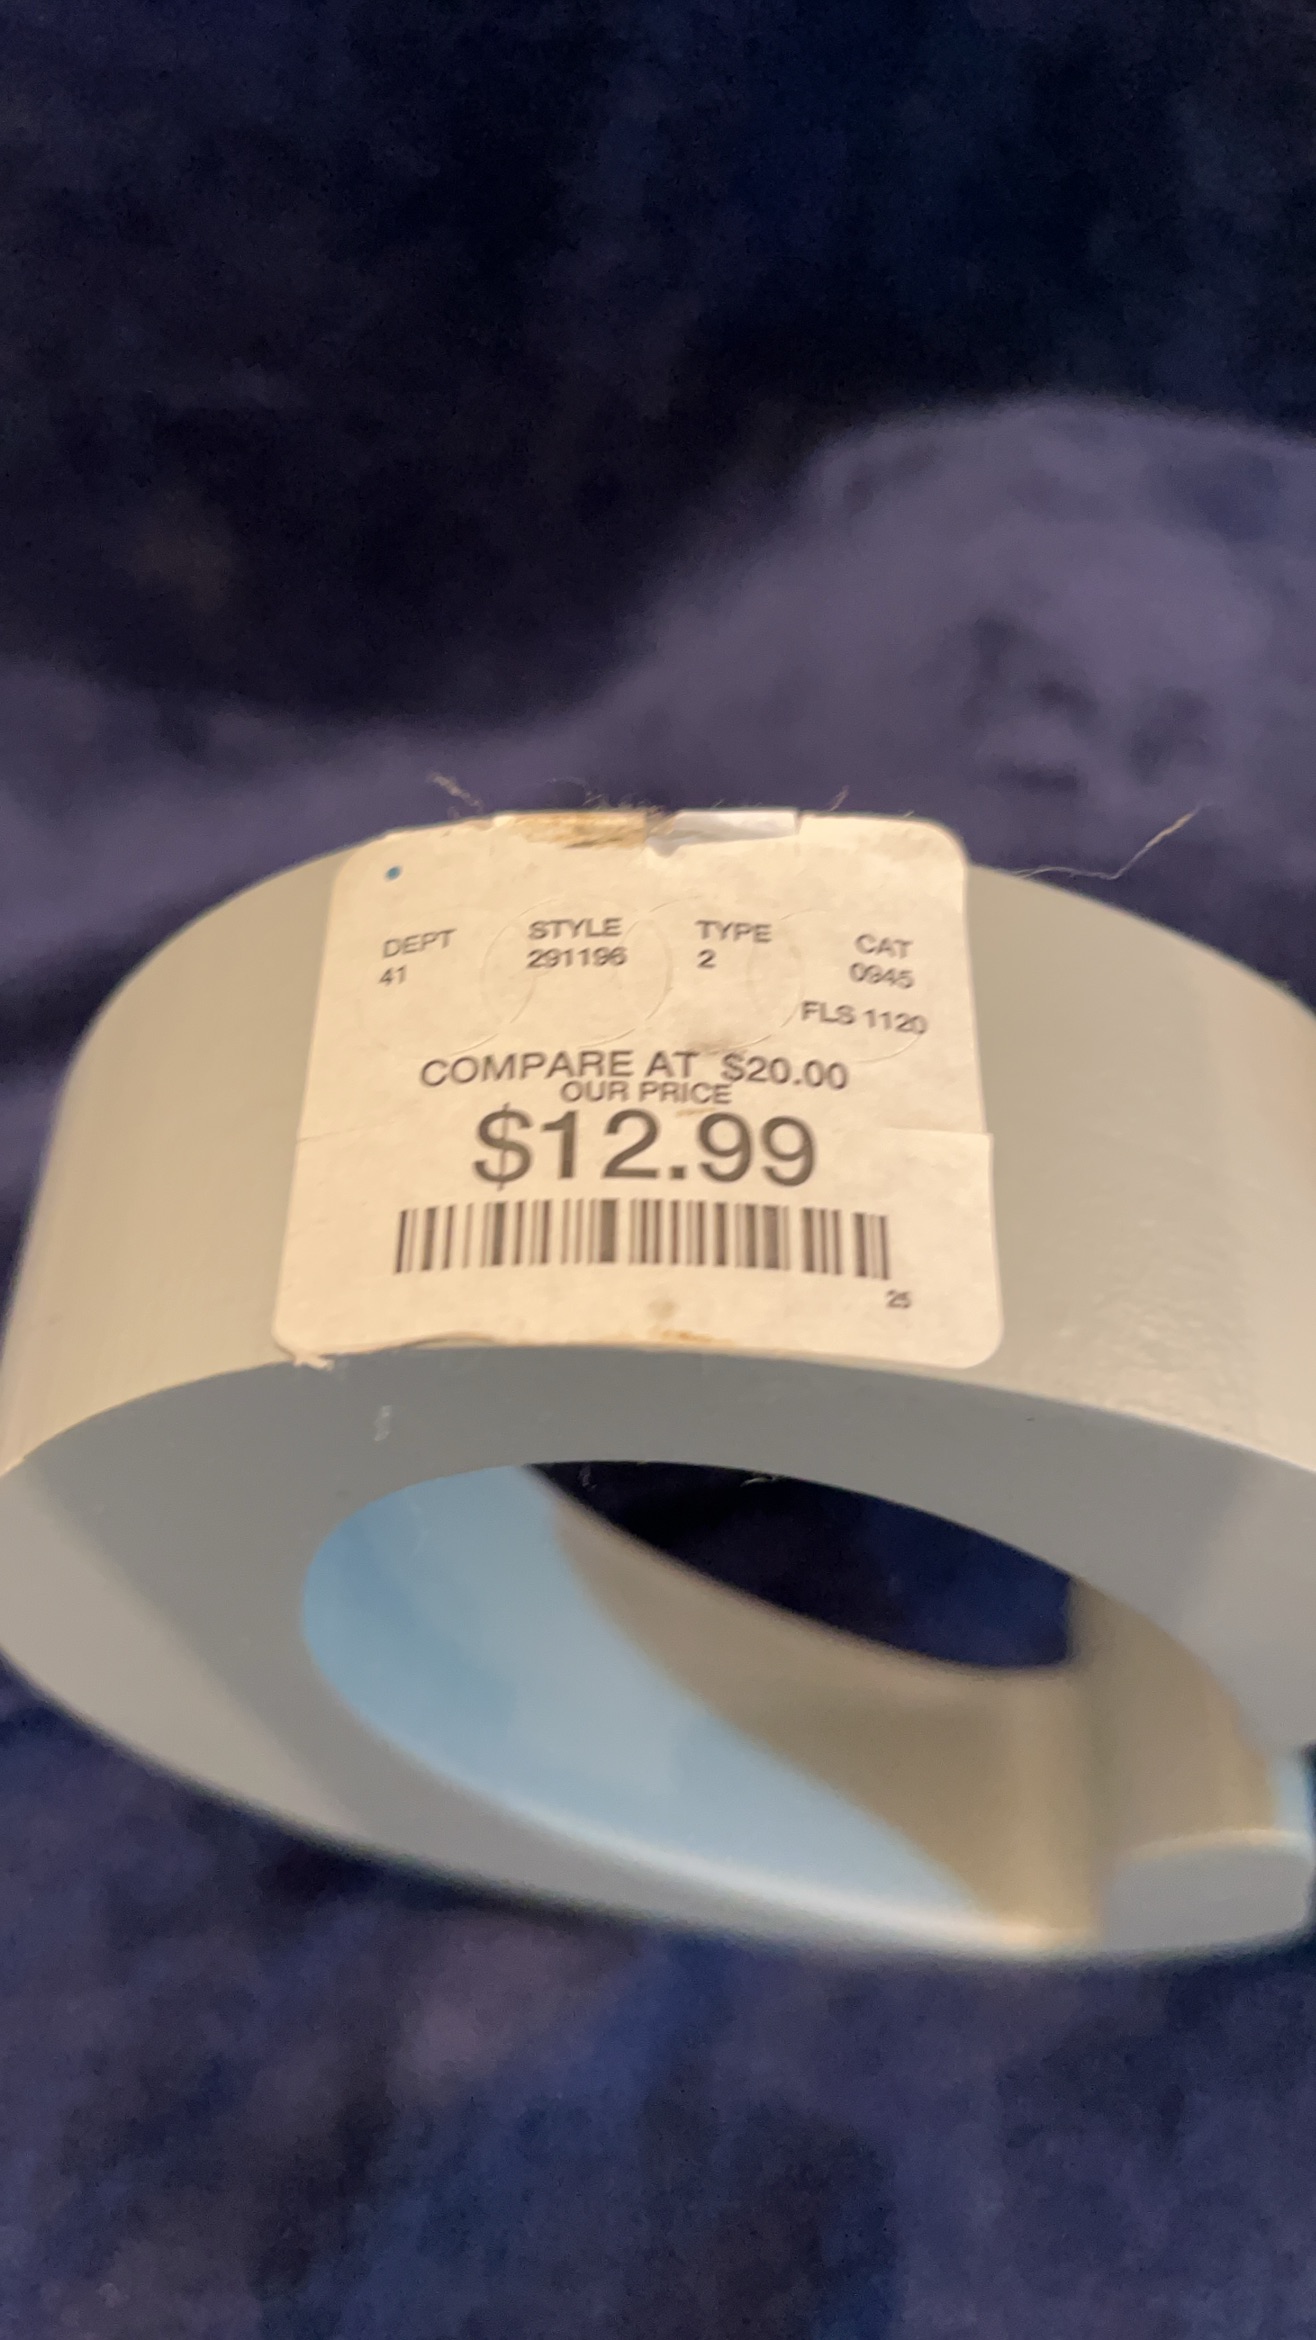 DEPT STYLE TYPE CAT
41 291196 2 0945
FLS 1120
COMPARE AT $20.00
OUR PRICE
$12.99
25